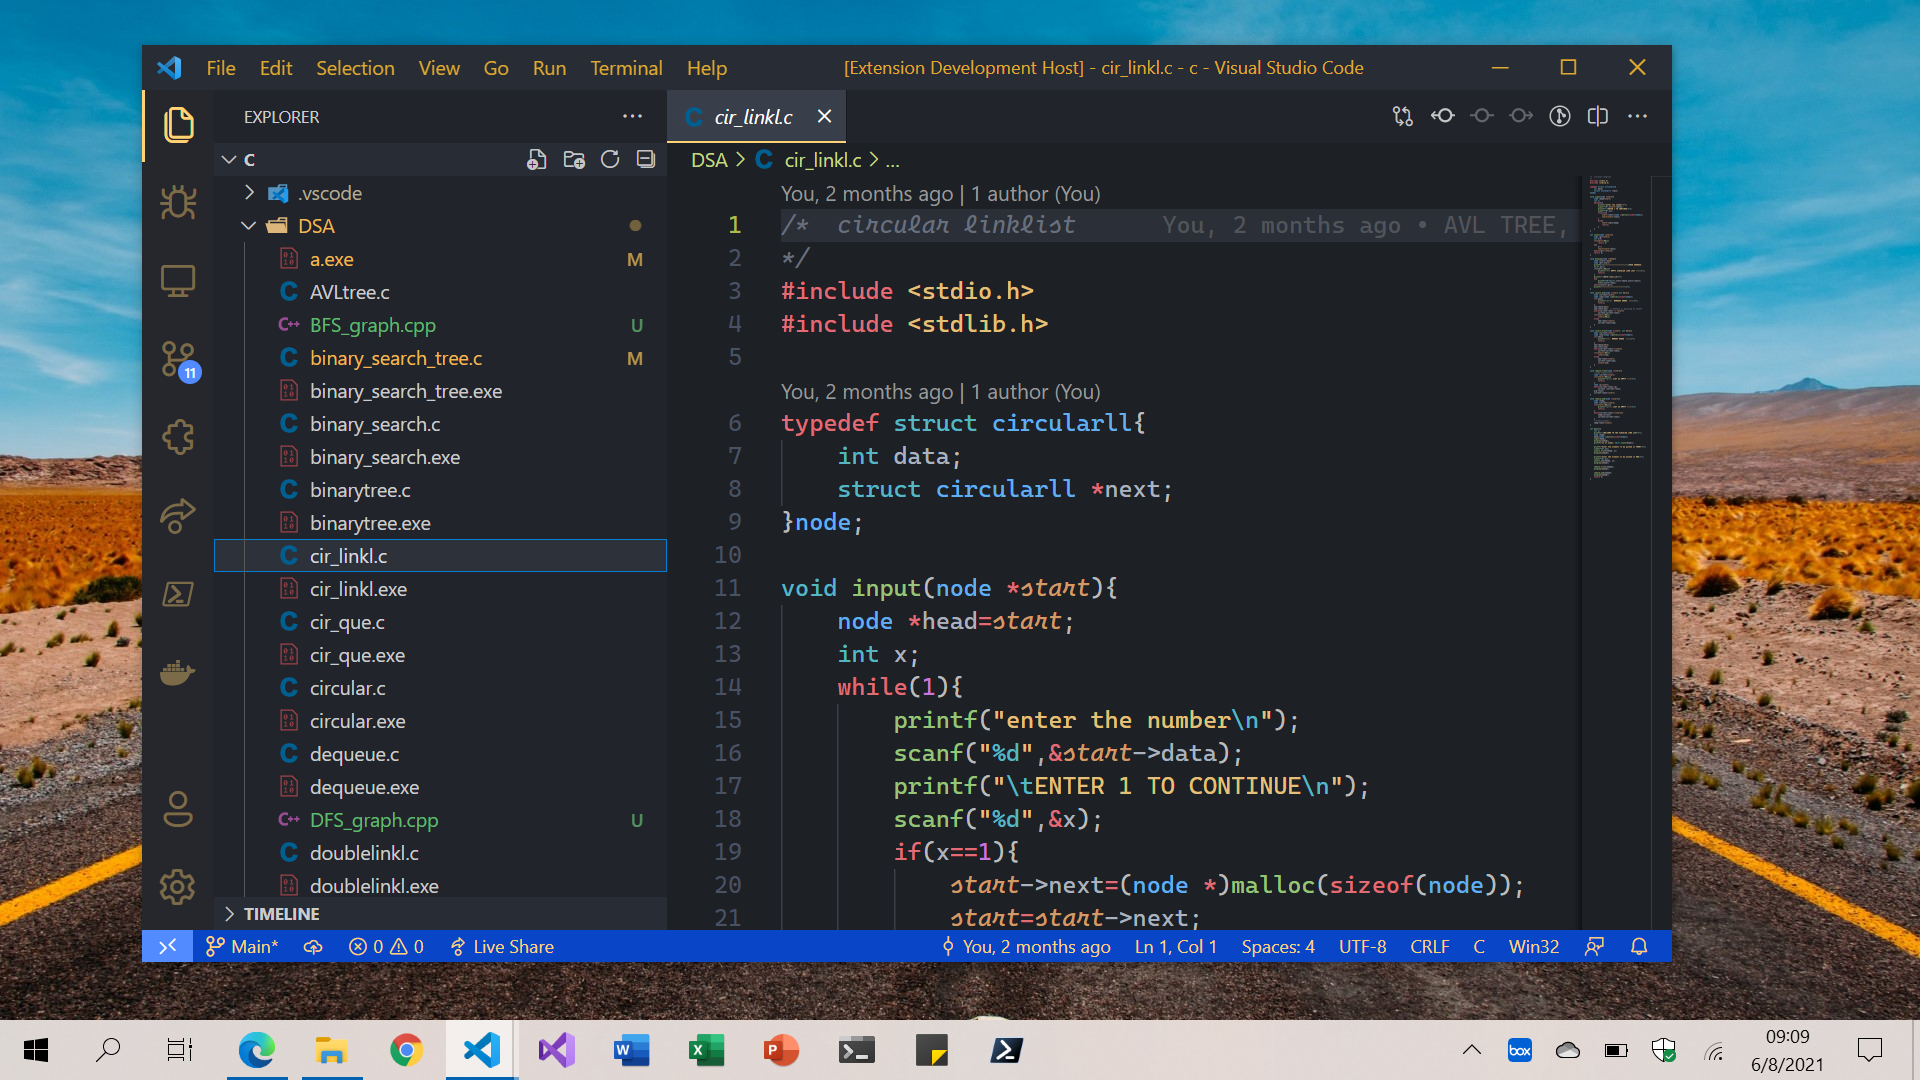 File Edit Selection View Go Run Terminal Help
[Extension Development Host] - cir_linkl.c - c - Visual Studio Code
EXPLORER
C
.vscode
DSA
a.exe M
AVLtree.c
BFS_graph.cpp U
binary_search_tree.c M
binary_search_tree.exe
binary_search.c
binary_search.exe
binarytree.c
binarytree.exe
cir_linkl.c
cir_linkl.exe
cir_que.c
cir_que.exe
circular.c
circular.exe
dequeue.c
dequeue.exe
DFS_graph.cpp U
doublelinkl.c
doublelinkl.exe
TIMELINE
11
cir_linkl.c
DSA > C cir_linkl.c > ...
You, 2 months ago | 1 author (You)
1 /*  circular linklist You, 2 months ago • AVL TREE,
2 */
3 #include <stdio.h>
4 #include <stdlib.h>
5
You, 2 months ago | 1 author (You)
6 typedef struct circularll{
7     int data;
8     struct circularll *next;
9 }node;
10
11 void input(node *start){
12     node *head=start;
13     int x;
14     while(1){
15         printf("enter the number\n");
16         scanf("%d",&start->data);
17         printf("\tENTER 1 TO CONTINUE\n");
18         scanf("%d",&x);
19         if(x==1){
20             start->next=(node *)malloc(sizeof(node));
21             start=start->next;
Main* 0 0 Live Share You, 2 months ago Ln 1, Col 1 Spaces: 4 UTF-8 CRLF C Win32
box
09:09
6/8/2021